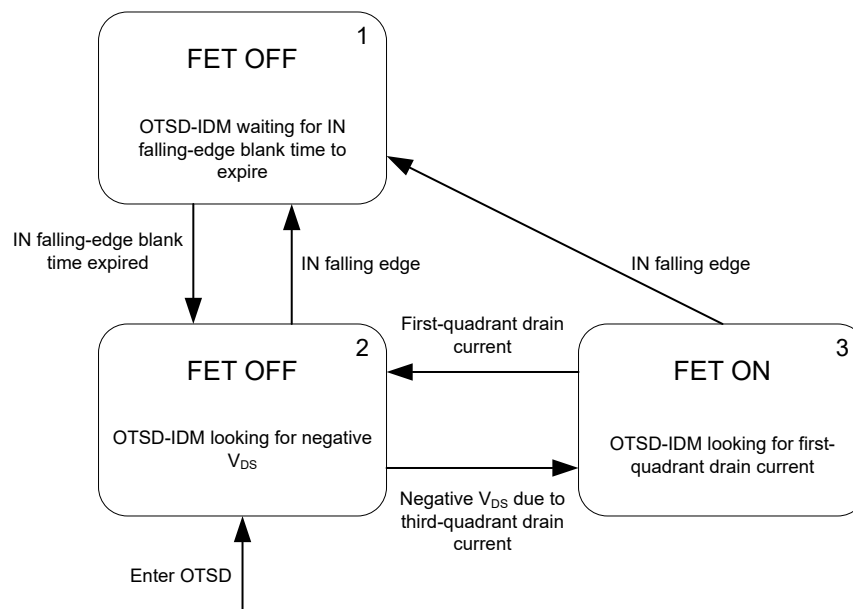 1
FET OFF
OTSD-IDM waiting for IN
falling-edge blank time to
expire
IN falling-edge blank
time expired
IN falling edge
IN falling edge
First-quadrant drain
current
2
FET OFF
OTSD-IDM looking for negative
V_DS
3
FET ON
OTSD-IDM looking for first-
quadrant drain current
Negative V_DS due to
third-quadrant drain
current
Enter OTSD